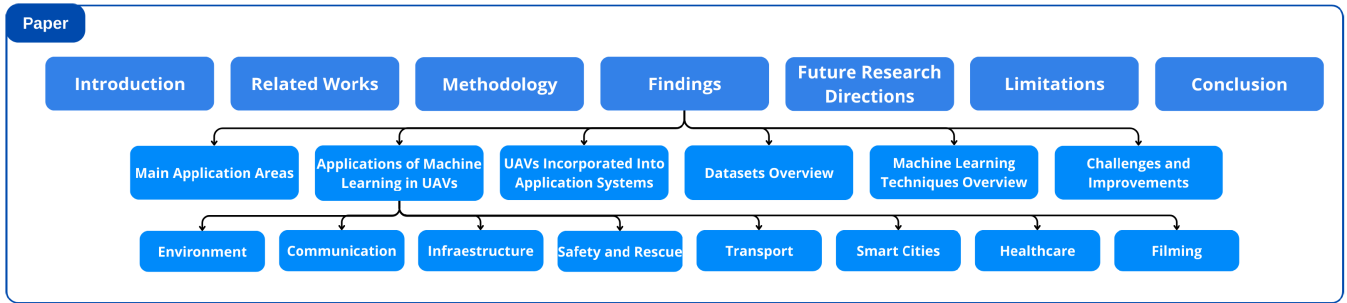 Paper
Introduction
Related Works
Methodology
Findings
Future Research
Directions
Limitations
Conclusion
Main Application Areas
Applications of Machine
Learning in UAVs
UAVs Incorporated Into
Application Systems
Datasets Overview
Machine Learning
Techniques Overview
Challenges and
Improvements
Environment
Communication
Infraestructure
Safety and Rescue
Transport
Smart Cities
Healthcare
Filming